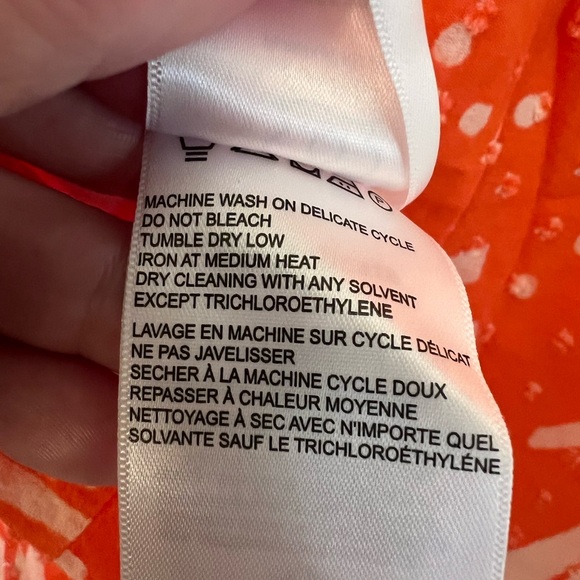 MACHINE WASH ON DELICATE CYCLE
DO NOT BLEACH
TUMBLE DRY LOW
IRON AT MEDIUM HEAT
DRY CLEANING WITH ANY SOLVENT
EXCEPT TRICHLOROETHYLENE
LAVAGE EN MACHINE SUR CYCLE DÉLICAT
NE PAS JAVELISSER
SECHER À LA MACHINE CYCLE DOUX
REPASSER À CHALEUR MOYENNE
NETTOYAGE À SEC AVEC N'IMPORTE QUEL
SOLVANTE SAUF LE TRICHLOROÉTHYLÉNE